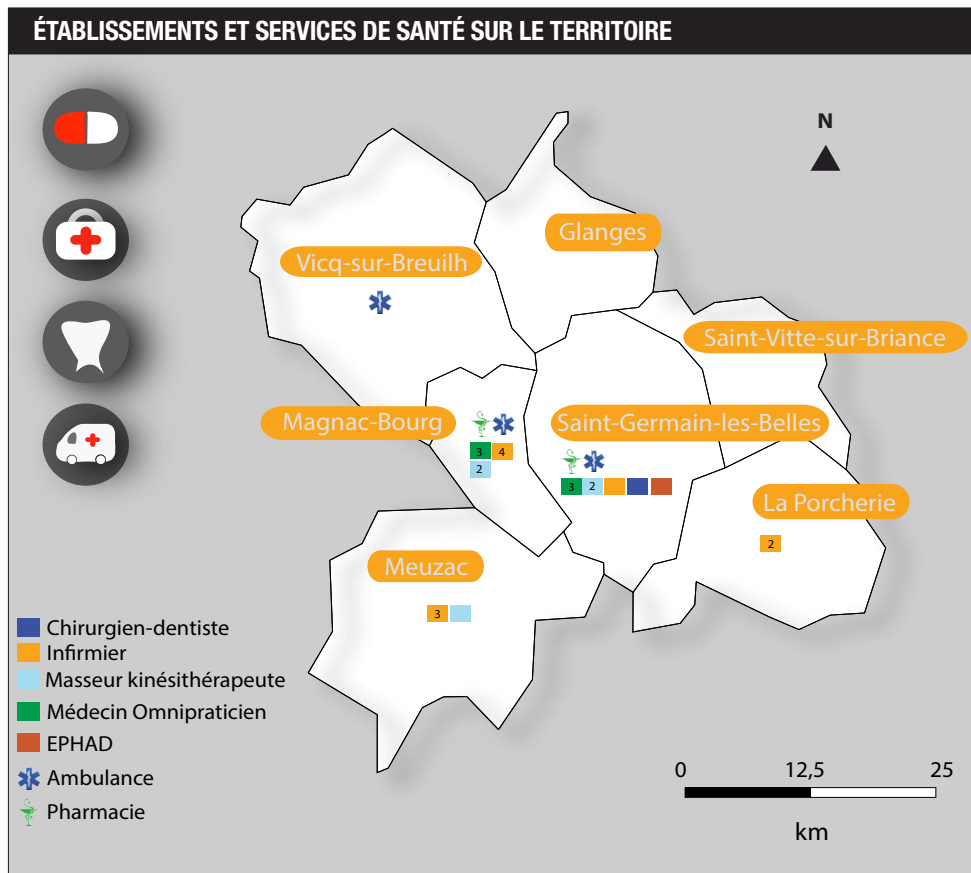 ÉTABLISSEMENTS ET SERVICES DE SANTÉ SUR LE TERRITOIRE
N
Glanges
Vicq-sur-Breuilh
Saint-Vitte-sur-Briance
Magnac-Bourg
3 4
2
Saint-Germain-les-Belles
3 2
La Porcherie
2
Meuzac
3
Chirurgien-dentiste
Infirmier
Masseur kinésithérapeute
Médecin Omnipraticien
EPHAD
Ambulance
Pharmacie
0 12,5 25
km